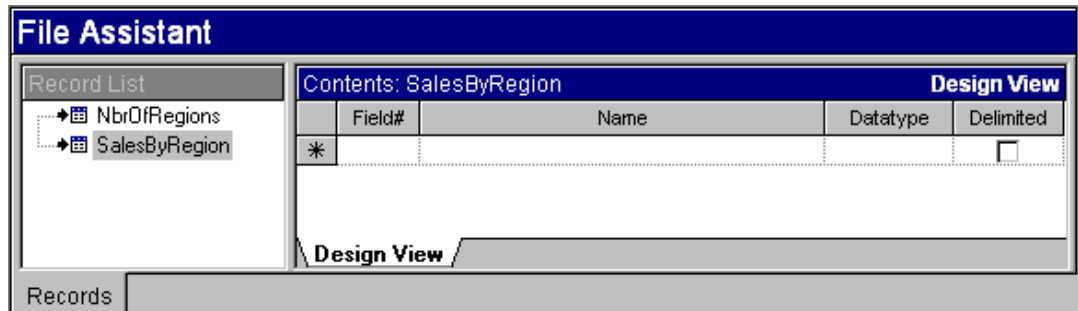 File Assistant
Record List
NbrOfRegions
SalesByRegion
Contents: SalesByRegion Design View
Field# Name Datatype Delimited
Design View
Records